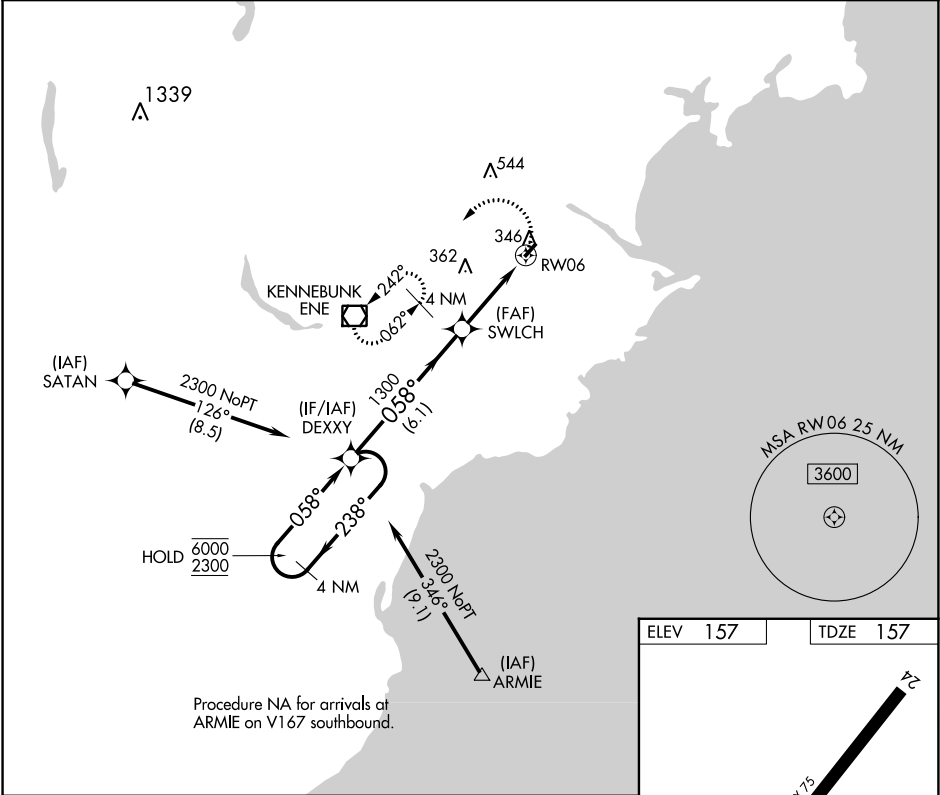 1339
544
346
RW06
362
KENNEBUNK
ENE
242°
062°
4 NM
(FAF)
SWLCH
(IAF)
SATAN
2300 NoPT
126°
(8.5)
(IF/IAF)
DEXXY
1300
058°
(6.1)
058°
238°
HOLD 6000
2300
4 NM
2300 NoPT
346°
(9.1)
(IAF)
ARMIE
MSA RW06 25 NM
3600
Procedure NA for arrivals at
ARMIE on V167 southbound.
ELEV 157
TDZE 157
24
75